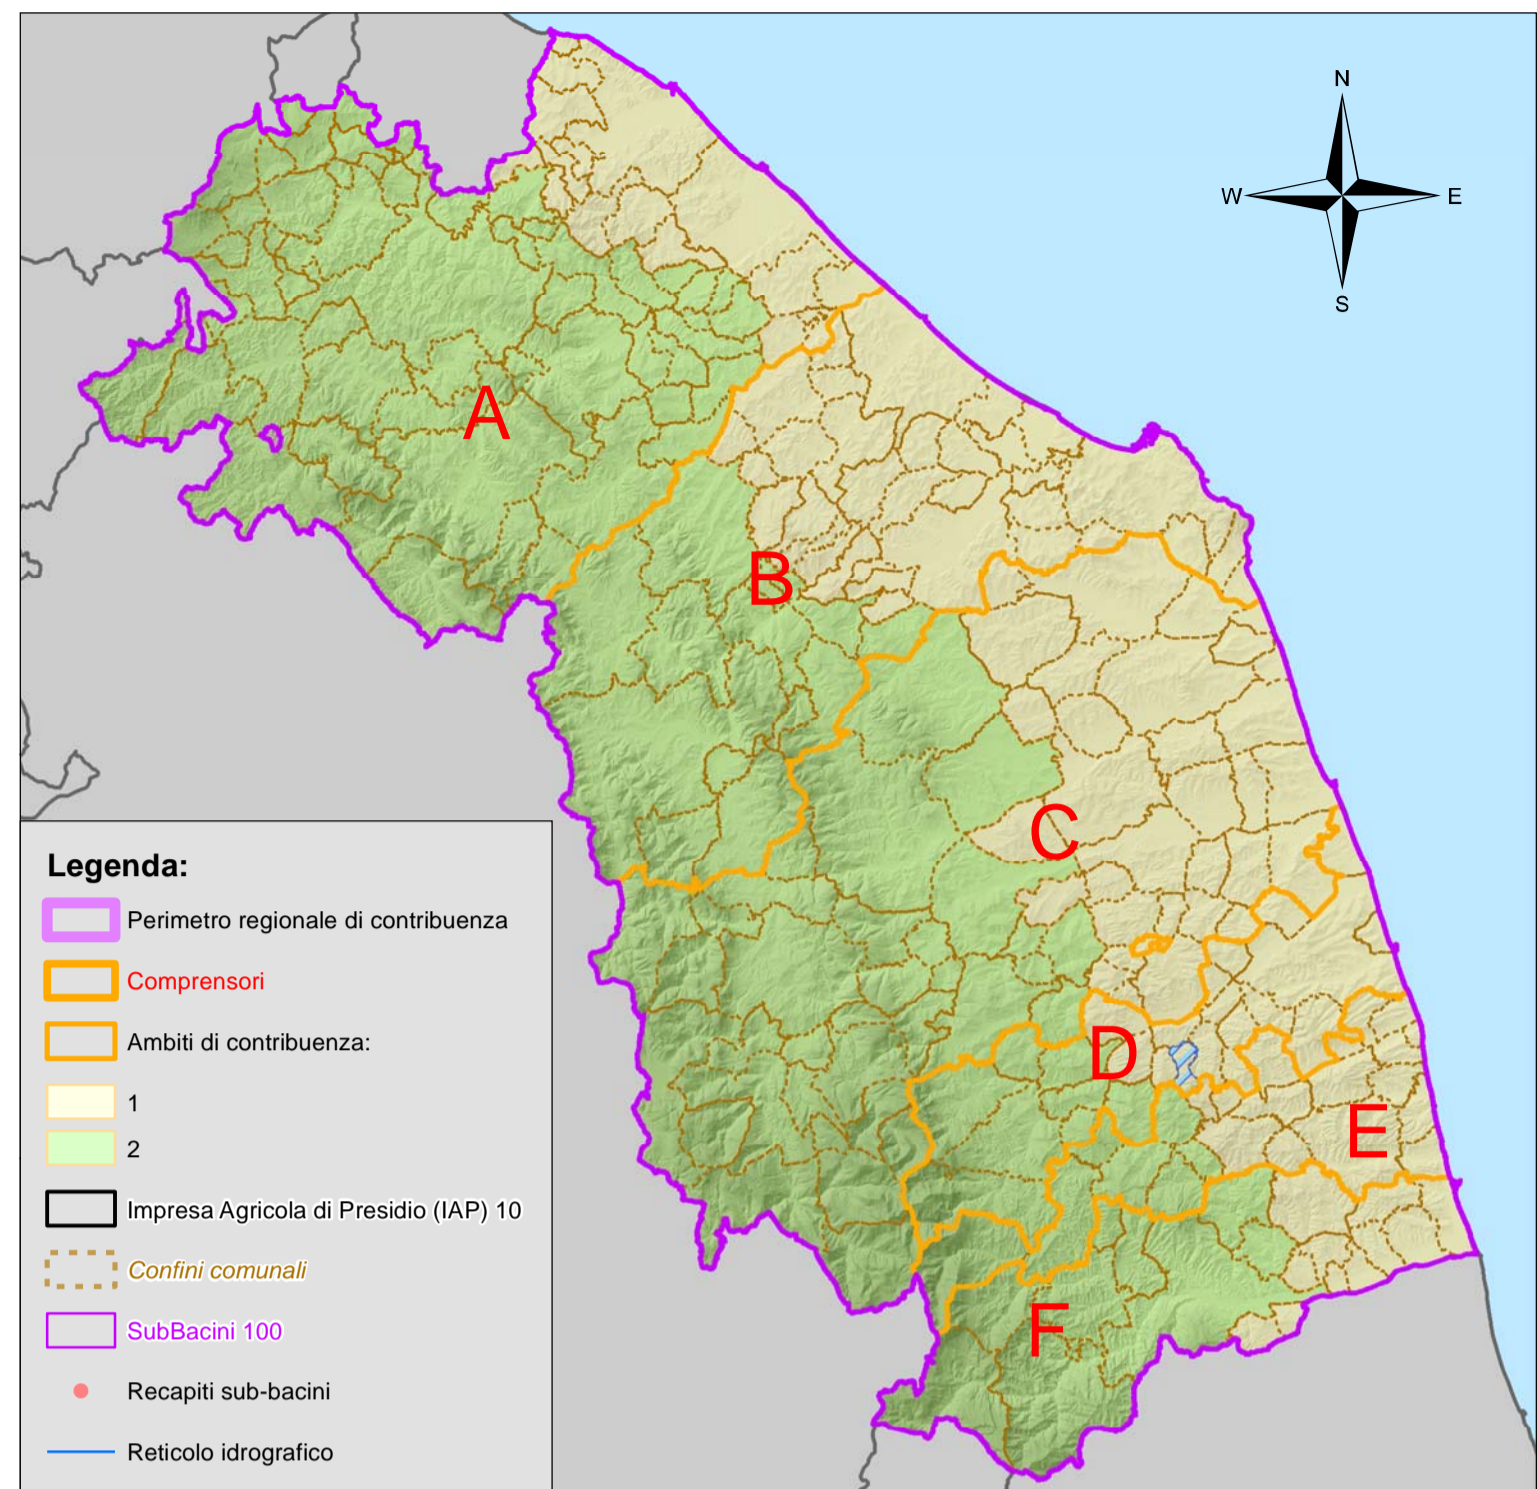 N
W
E
S
A
B
C
D
E
F
Legenda:
Perimetro regionale di contribuenza
Comprensori
Ambiti di contribuenza:
1
2
Impresa Agricola di Presidio (IAP) 10
Confini comunali
SubBacini 100
Recapiti sub-bacini
Reticolo idrografico